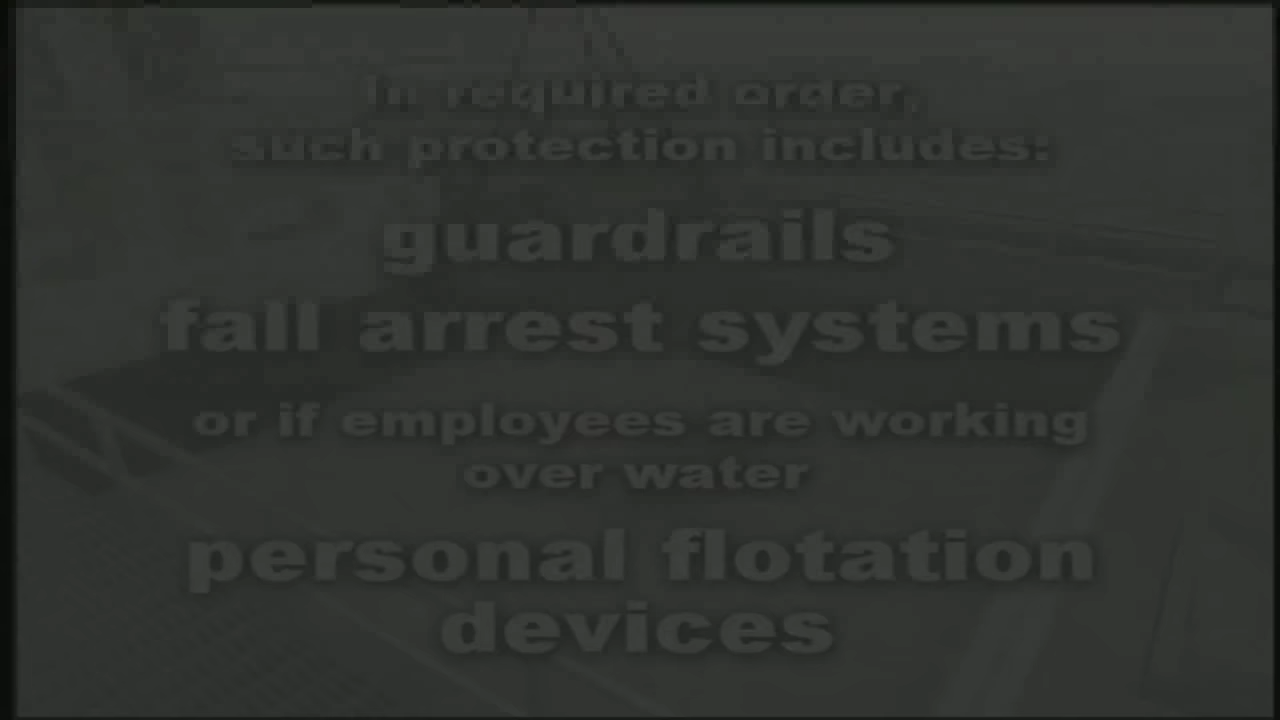 In required order,
such protection includes:
guardrails
fall arrest systems
or if employees are working
over water
personal flotation
devices